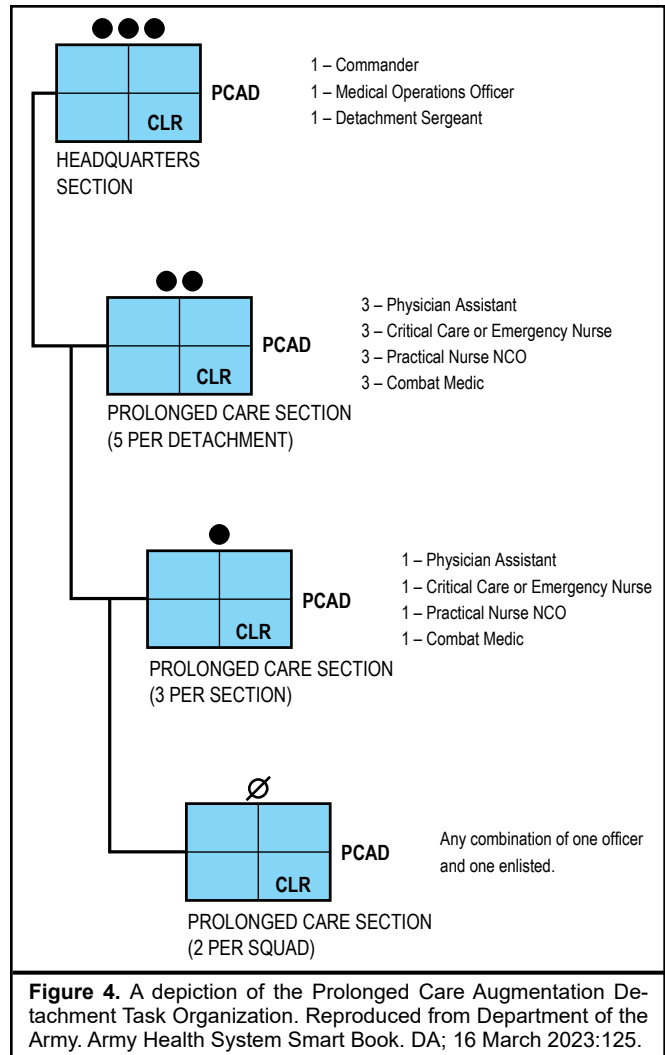 PCAD
CLR
HEADQUARTERS
SECTION
1 – Commander
1 – Medical Operations Officer
1 – Detachment Sergeant
PCAD
CLR
PROLONGED CARE SECTION
(5 PER DETACHMENT)
3 – Physician Assistant
3 – Critical Care or Emergency Nurse
3 – Practical Nurse NCO
3 – Combat Medic
PCAD
CLR
PROLONGED CARE SECTION
(3 PER SECTION)
1 – Physician Assistant
1 – Critical Care or Emergency Nurse
1 – Practical Nurse NCO
1 – Combat Medic
PCAD
CLR
PROLONGED CARE SECTION
(2 PER SQUAD)
Any combination of one officer
and one enlisted.
Figure 4. A depiction of the Prolonged Care Augmentation De-
tachment Task Organization. Reproduced from Department of the
Army. Army Health System Smart Book. DA; 16 March 2023:125.